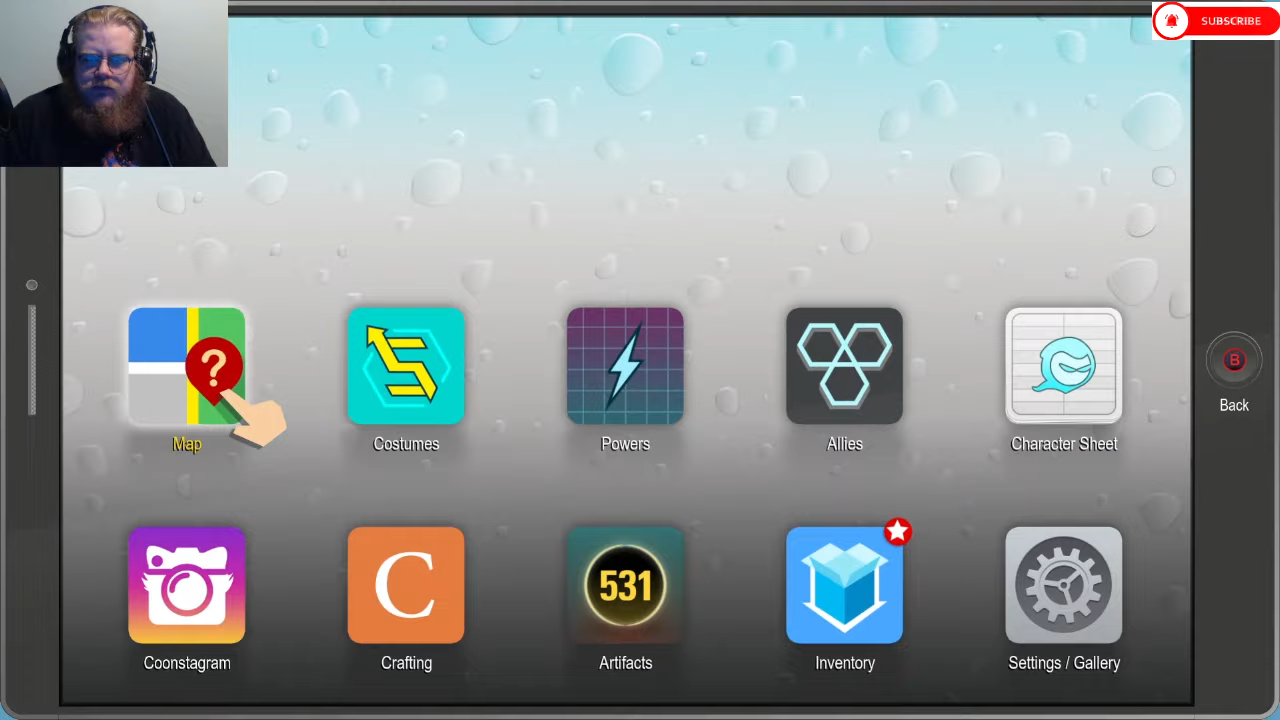 SUBSCRIBE
?
Map
Costumes
Powers
Allies
Character Sheet
B
Back
C
531
Coonstagram
Crafting
Artifacts
Inventory
Settings / Gallery